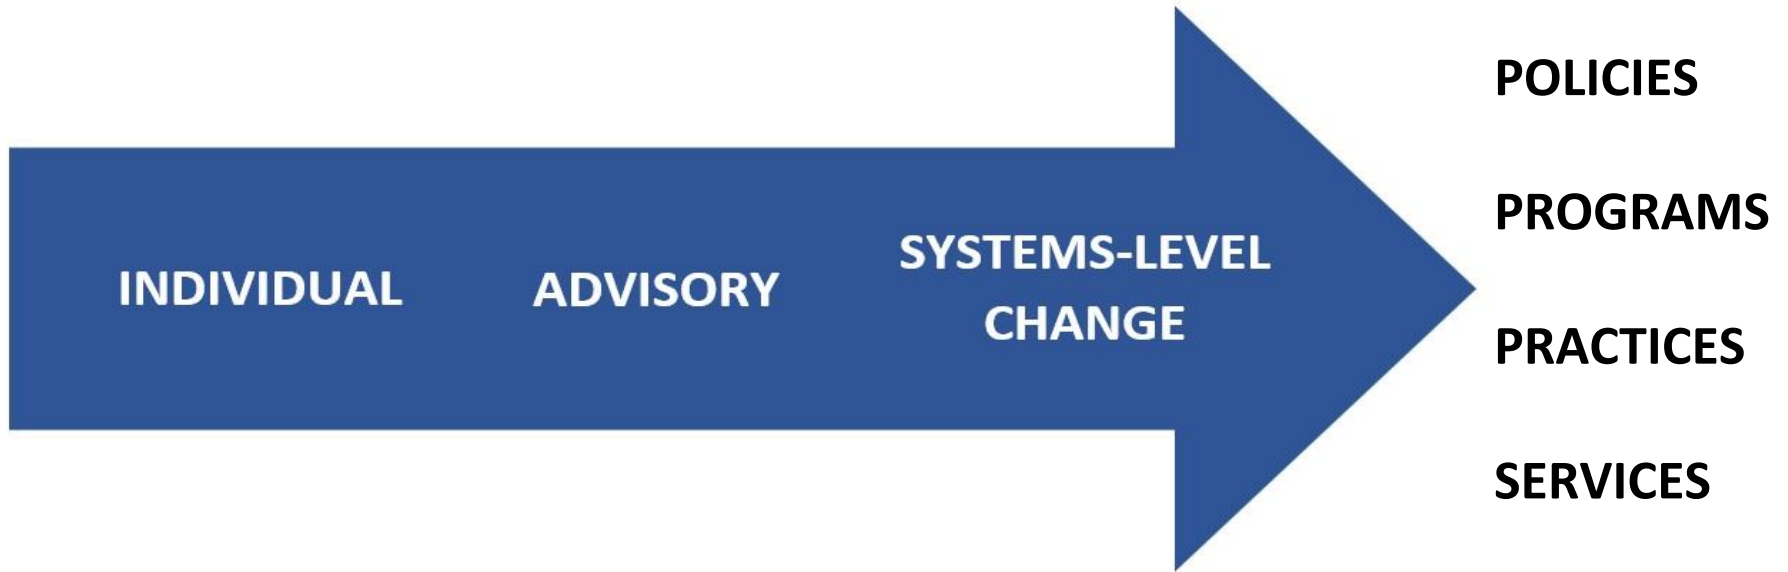 INDIVIDUAL
ADVISORY
SYSTEMS-LEVEL
CHANGE
POLICIES
PROGRAMS
PRACTICES
SERVICES